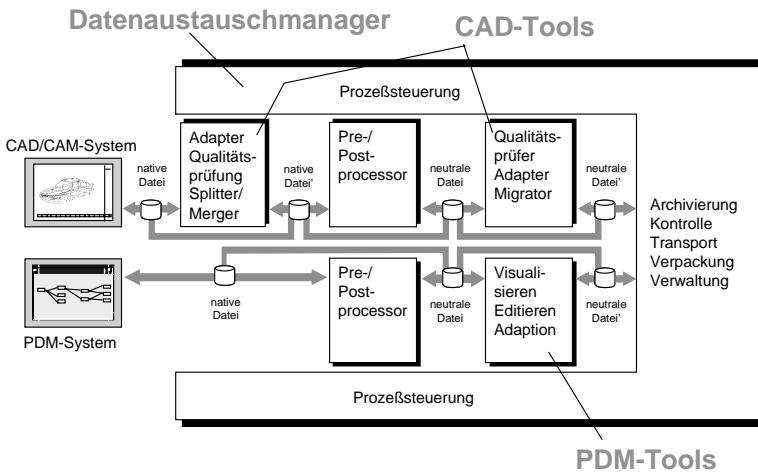 Datenaustauschmanager
CAD-Tools
Prozeßsteuerung
CAD/CAM-System
native
Datei
Adapter
Qualitäts-
prüfung
Splitter/
Merger
native
Datei'
Pre-/
Post-
processor
neutrale
Datei
Qualitäts-
prüfer
Adapter
Migrator
neutrale
Datei'
Archivierung
Kontrolle
Transport
Verpackung
Verwaltung
PDM-System
native
Datei
Pre-/
Post-
processor
neutrale
Datei
Visuali-
sieren
Editieren
Adaption
neutrale
Datei'
Prozeßsteuerung
PDM-Tools